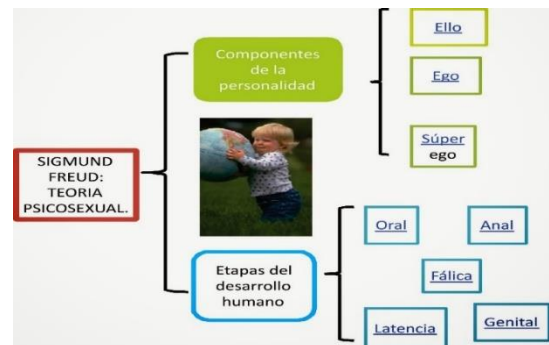 SIGMUND
FREUD:
TEORIA
PSICOSEXUAL.
Componentes
de la
personalidad
Ello
Ego
Súper
ego
Etapas del
desarrollo
humano
Oral
Anal
Fálica
Latencia
Genital